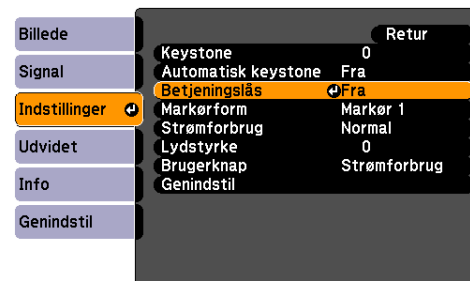 Billede
Signal
Indstillinger
Udvidet
Info
Genindstil
Retur
Keystone 0
Automatisk keystone Fra
Betjeningslås Fra
Markørform Markør 1
Strømforbrug Normal
Lydstyrke 0
Brugerknap Strømforbrug
Genindstil